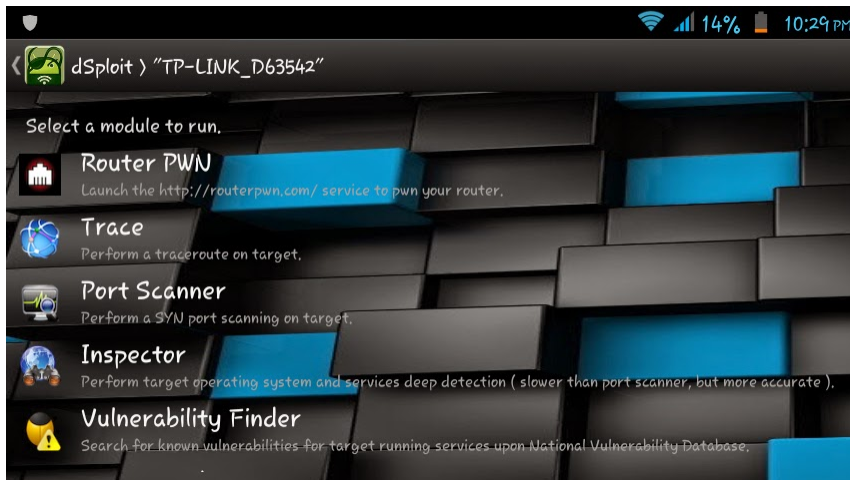 14% 10:29 PM
dSploit > "TP-LINK_D63542"
Select a module to run.
Router PWN
Launch the http://routerpwn.com/ service to pwn your router.
Trace
Perform a traceroute on target.
Port Scanner
Perform a SYN port scanning on target.
Inspector
Perform target operating system and services deep detection ( slower than port scanner, but more accurate ).
Vulnerability Finder
Search for known vulnerabilities for target running services upon National Vulnerability Database.